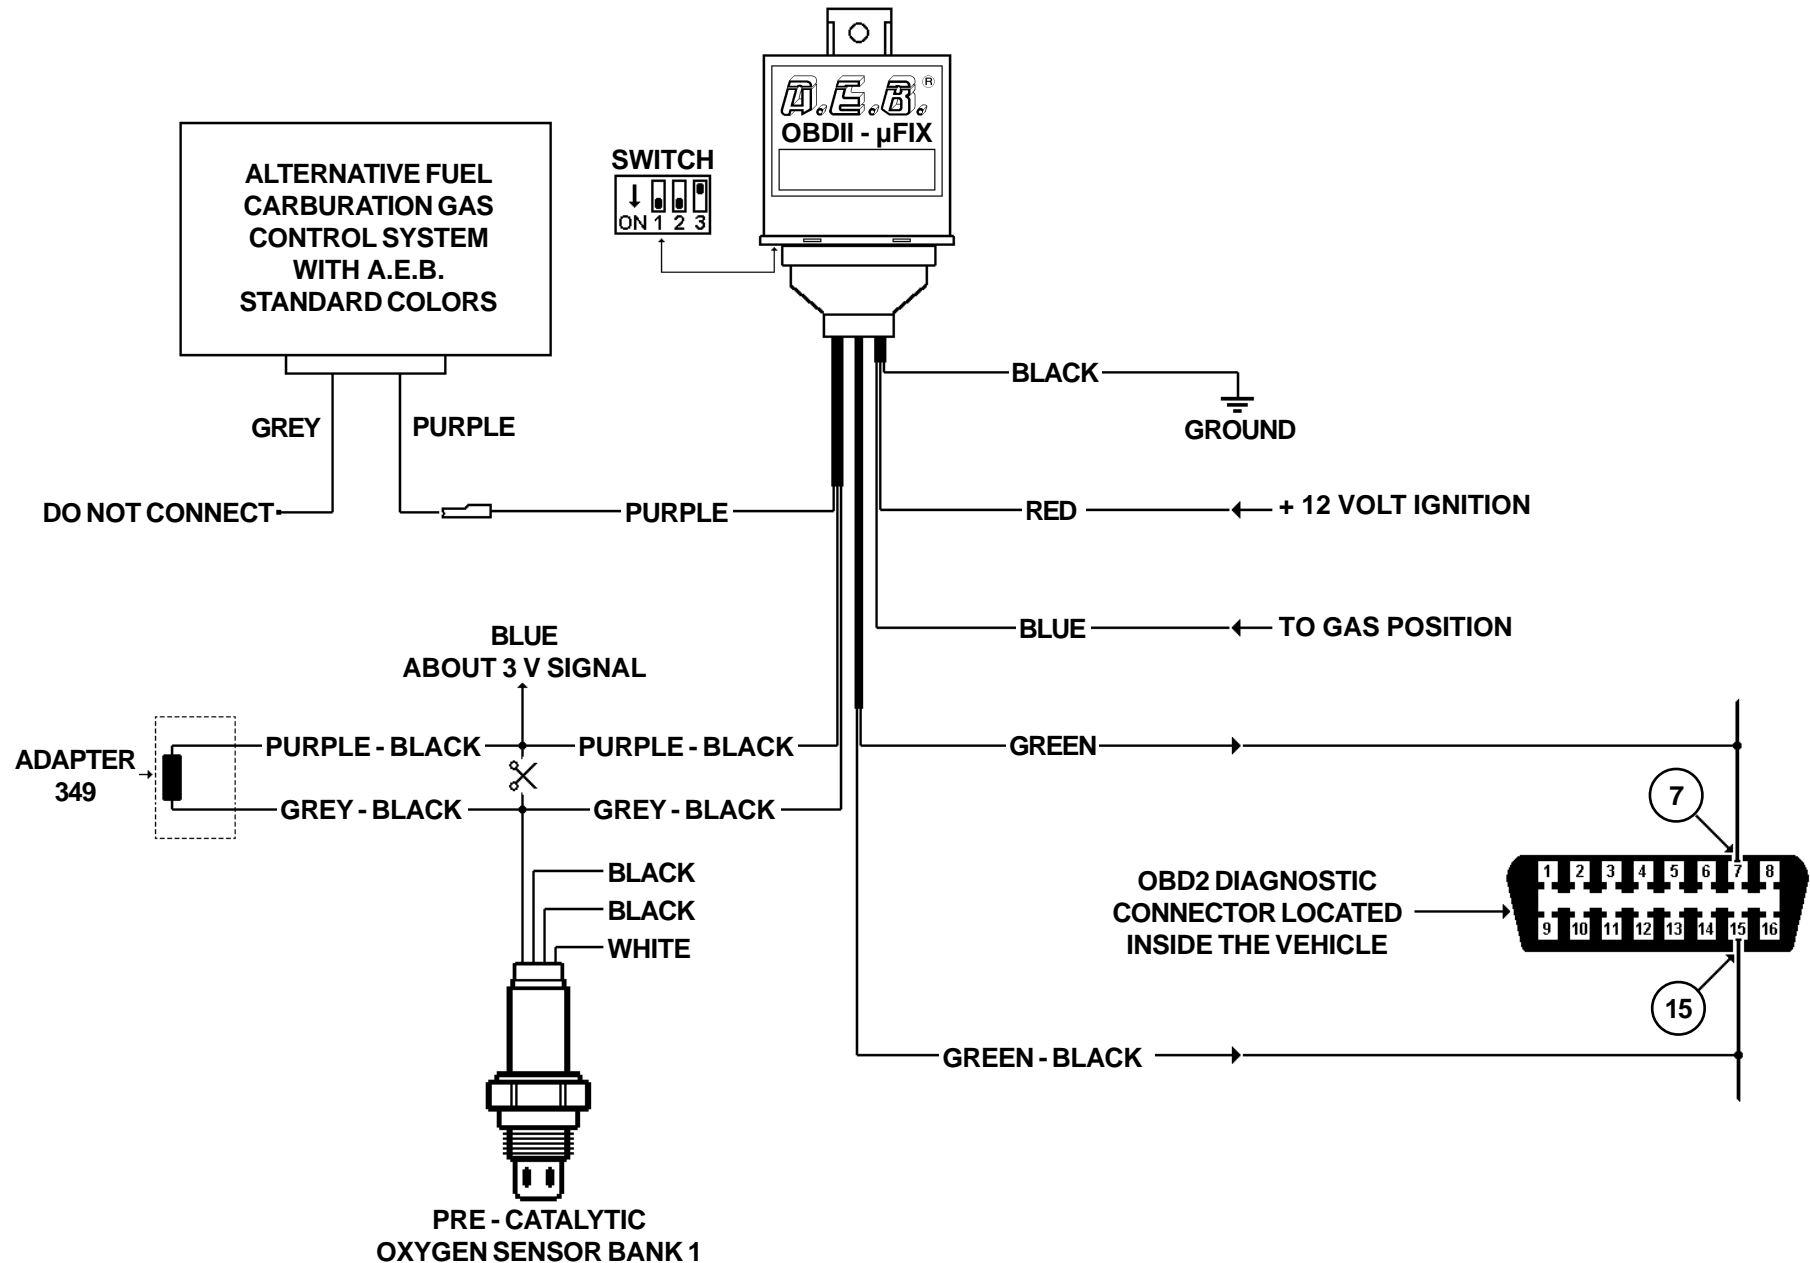 A.E.B.®
OBDII - µFIX
SWITCH
ON 1 2 3
ALTERNATIVE FUEL
CARBURATION GAS
CONTROL SYSTEM
WITH A.E.B.
STANDARD COLORS
BLACK
GROUND
GREY
PURPLE
DO NOT CONNECT
PURPLE
RED
+ 12 VOLT IGNITION
BLUE
TO GAS POSITION
BLUE
ABOUT 3 V SIGNAL
PURPLE - BLACK
PURPLE - BLACK
GREEN
ADAPTER
349
GREY - BLACK
GREY - BLACK
7
BLACK
BLACK
WHITE
OBD2 DIAGNOSTIC
CONNECTOR LOCATED
INSIDE THE VEHICLE
1 2 3 4 5 6 7 8
9 10 11 12 13 14 15 16
15
GREEN - BLACK
PRE - CATALYTIC
OXYGEN SENSOR BANK 1